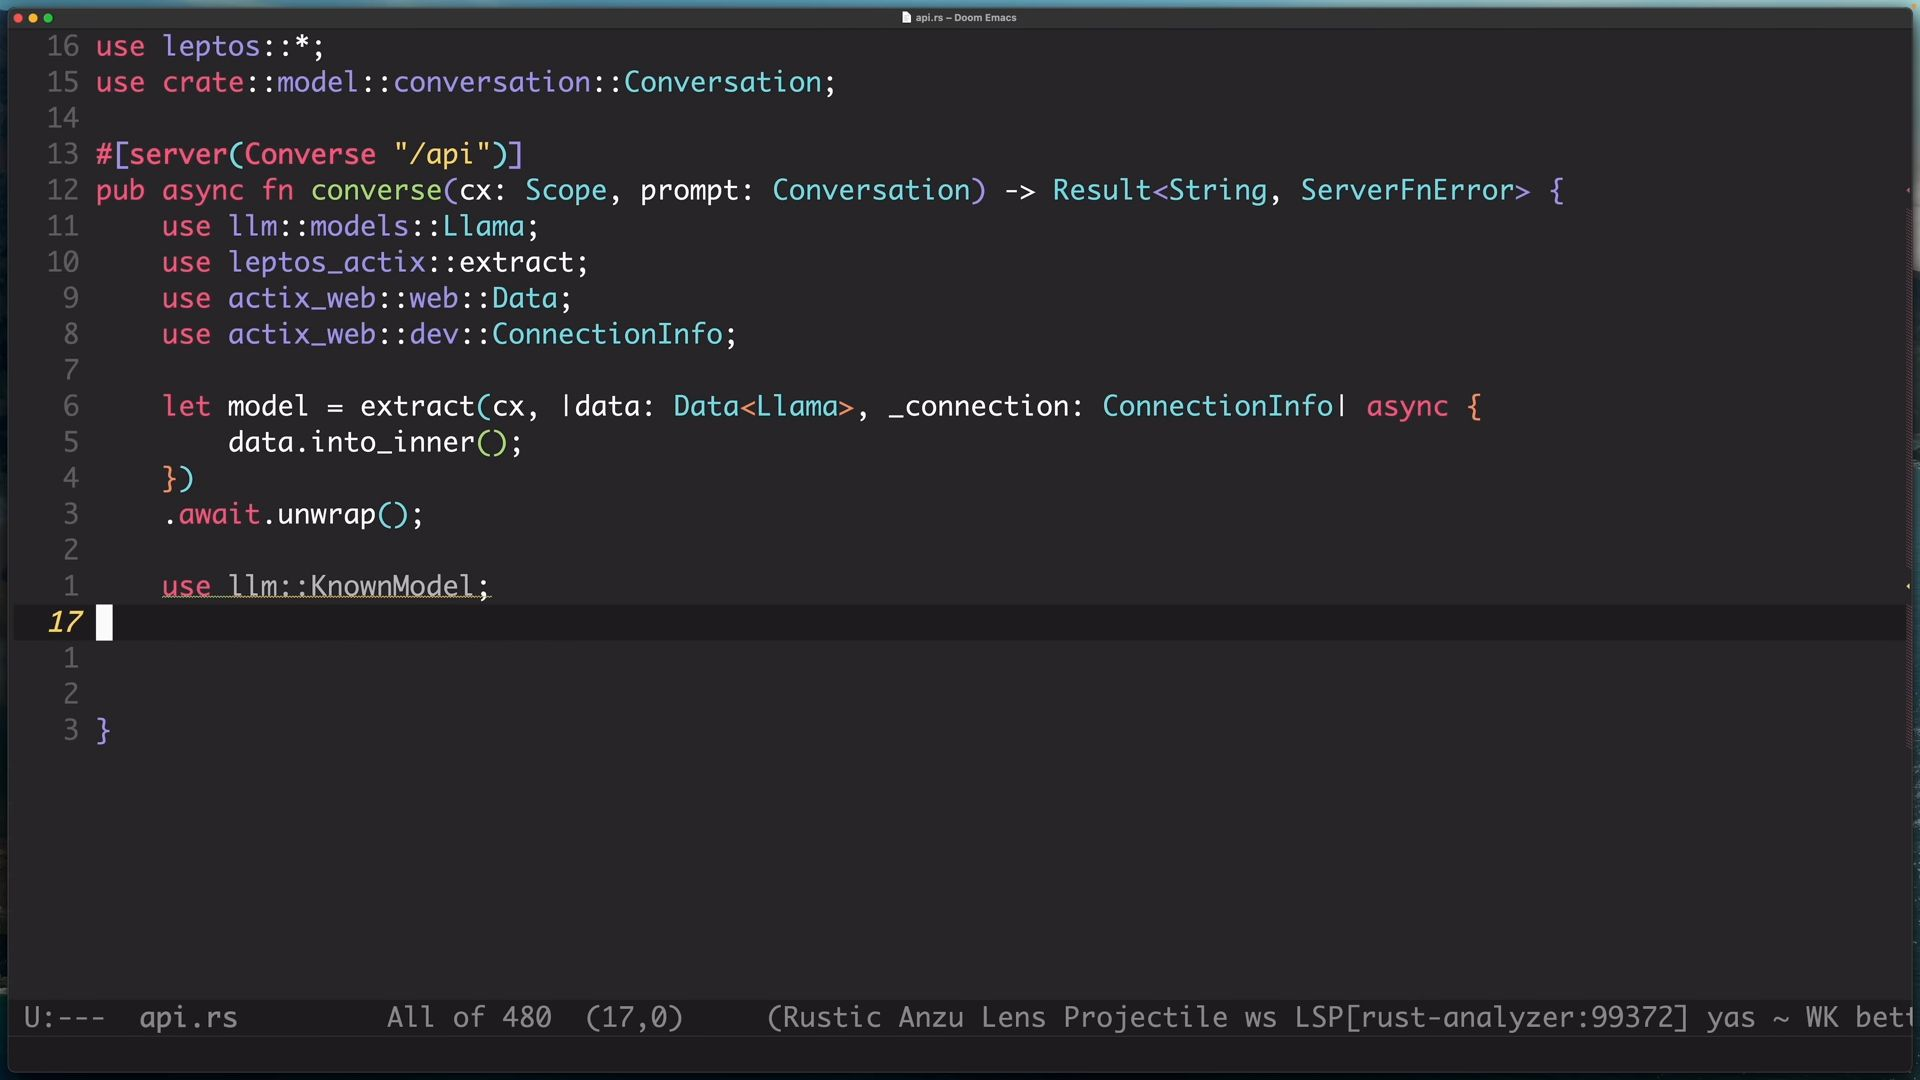 api.rs – Doom Emacs
16 use leptos::*;
15 use crate::model::conversation::Conversation;
14
13 #[server(Converse "/api")]
12 pub async fn converse(cx: Scope, prompt: Conversation) -> Result<String, ServerFnError> {
11 use llm::models::Llama;
10 use leptos_actix::extract;
9 use actix_web::web::Data;
8 use actix_web::dev::ConnectionInfo;
7
6 let model = extract(cx, |data: Data<Llama>, _connection: ConnectionInfo| async {
5 data.into_inner();
4 })
3 .await.unwrap();
2
1 use llm::KnownModel;
17
1
2
3 }
U:--- api.rs All of 480 (17,0) (Rustic Anzu Lens Projectile ws LSP[rust-analyzer:99372] yas ~ WK bett